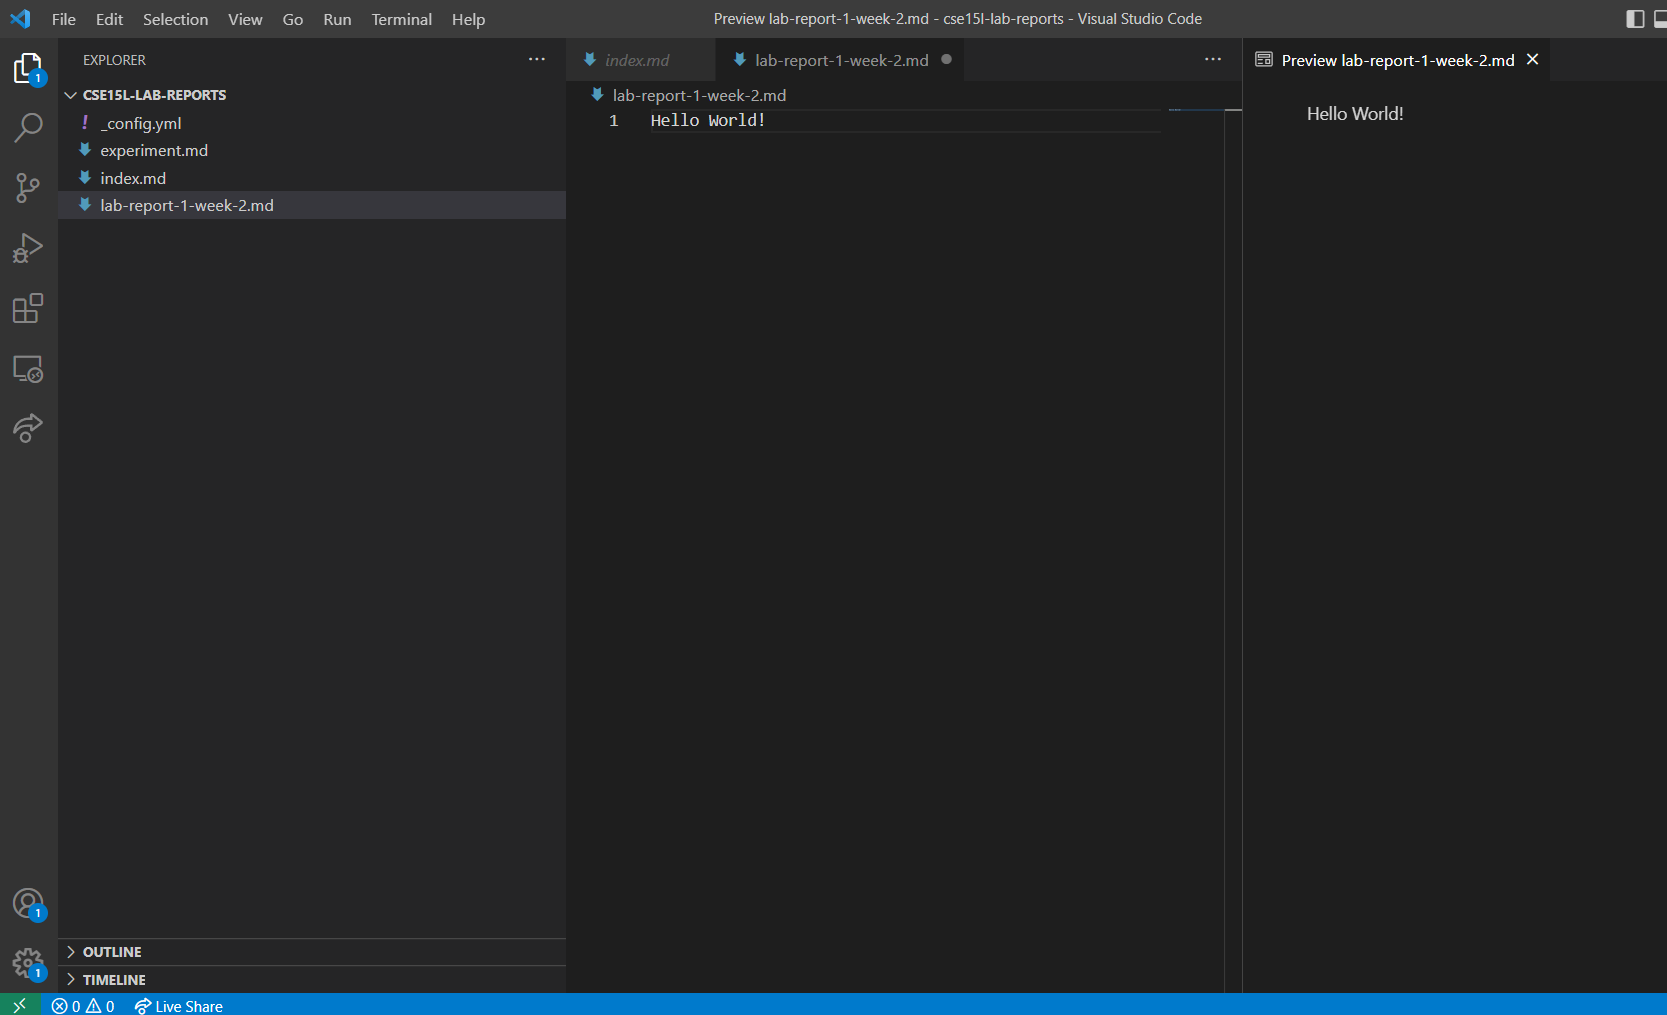 File Edit Selection View Go Run Terminal Help
Preview lab-report-1-week-2.md - cse15l-lab-reports - Visual Studio Code
1
EXPLORER
CSE15L-LAB-REPORTS
! _config.yml
experiment.md
index.md
lab-report-1-week-2.md
index.md
lab-report-1-week-2.md
lab-report-1-week-2.md
1 Hello World!
Preview lab-report-1-week-2.md
Hello World!
1
1
OUTLINE
TIMELINE
0 0 Live Share